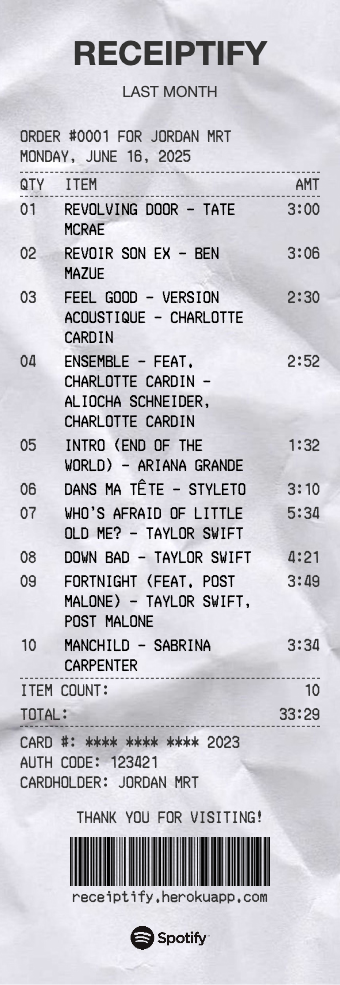 RECEIPTIFY
LAST MONTH
ORDER #0001 FOR JORDAN MRT
MONDAY, JUNE 16, 2025
QTY ITEM AMT
01 REVOLVING DOOR - TATE 3:00
MCRAE
02 REVOIR SON EX - BEN 3:06
MAZUE
03 FEEL GOOD - VERSION 2:30
ACOUSTIQUE - CHARLOTTE
CARDIN
04 ENSEMBLE - FEAT. 2:52
CHARLOTTE CARDIN -
ALIOCHA SCHNEIDER,
CHARLOTTE CARDIN
05 INTRO (END OF THE 1:32
WORLD) - ARIANA GRANDE
06 DANS MA TÊTE - STYLETO 3:10
07 WHO'S AFRAID OF LITTLE 5:34
OLD ME? - TAYLOR SWIFT
08 DOWN BAD - TAYLOR SWIFT 4:21
09 FORTNIGHT (FEAT. POST 3:49
MALONE) - TAYLOR SWIFT,
POST MALONE
10 MANCHILD - SABRINA 3:34
CARPENTER
ITEM COUNT: 10
TOTAL: 33:29
CARD #: **** **** **** 2023
AUTH CODE: 123421
CARDHOLDER: JORDAN MRT
THANK YOU FOR VISITING!
receiptify.herokuapp.com
Spotify